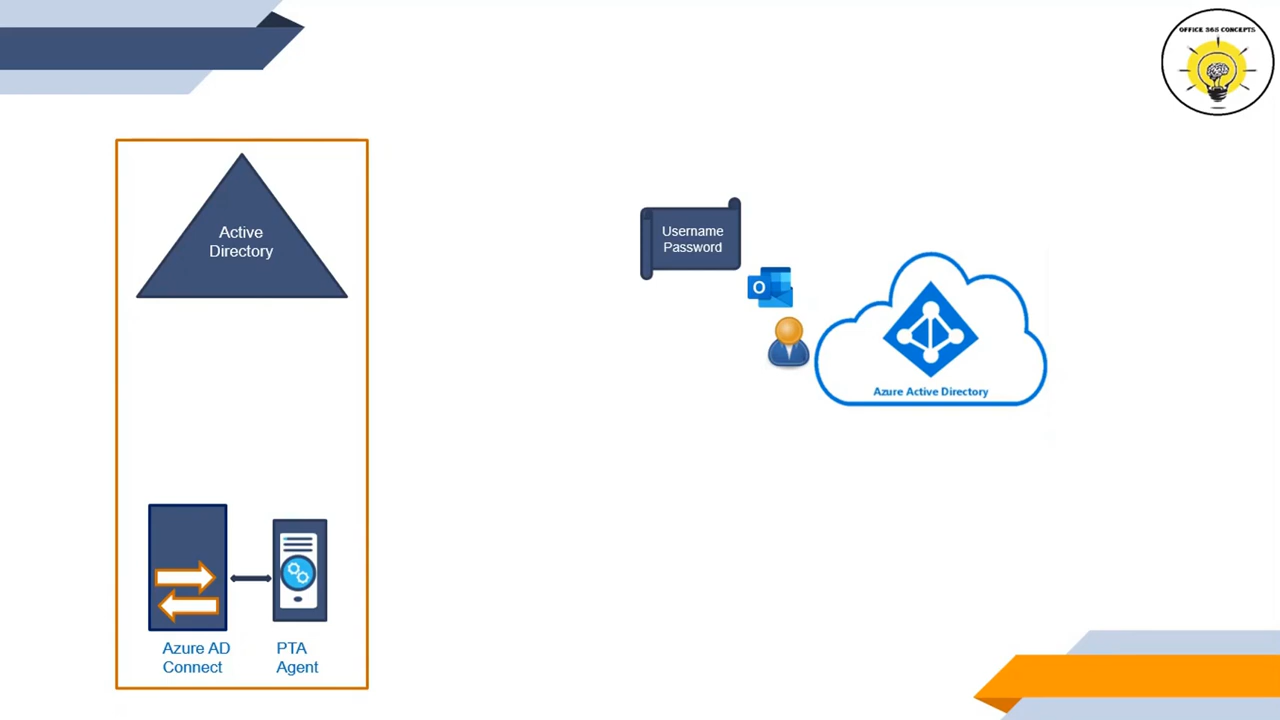 OFFICE 365 CONCEPTS
Active
Directory
Username
Password
O
Azure Active Directory
Azure AD
Connect
PTA
Agent